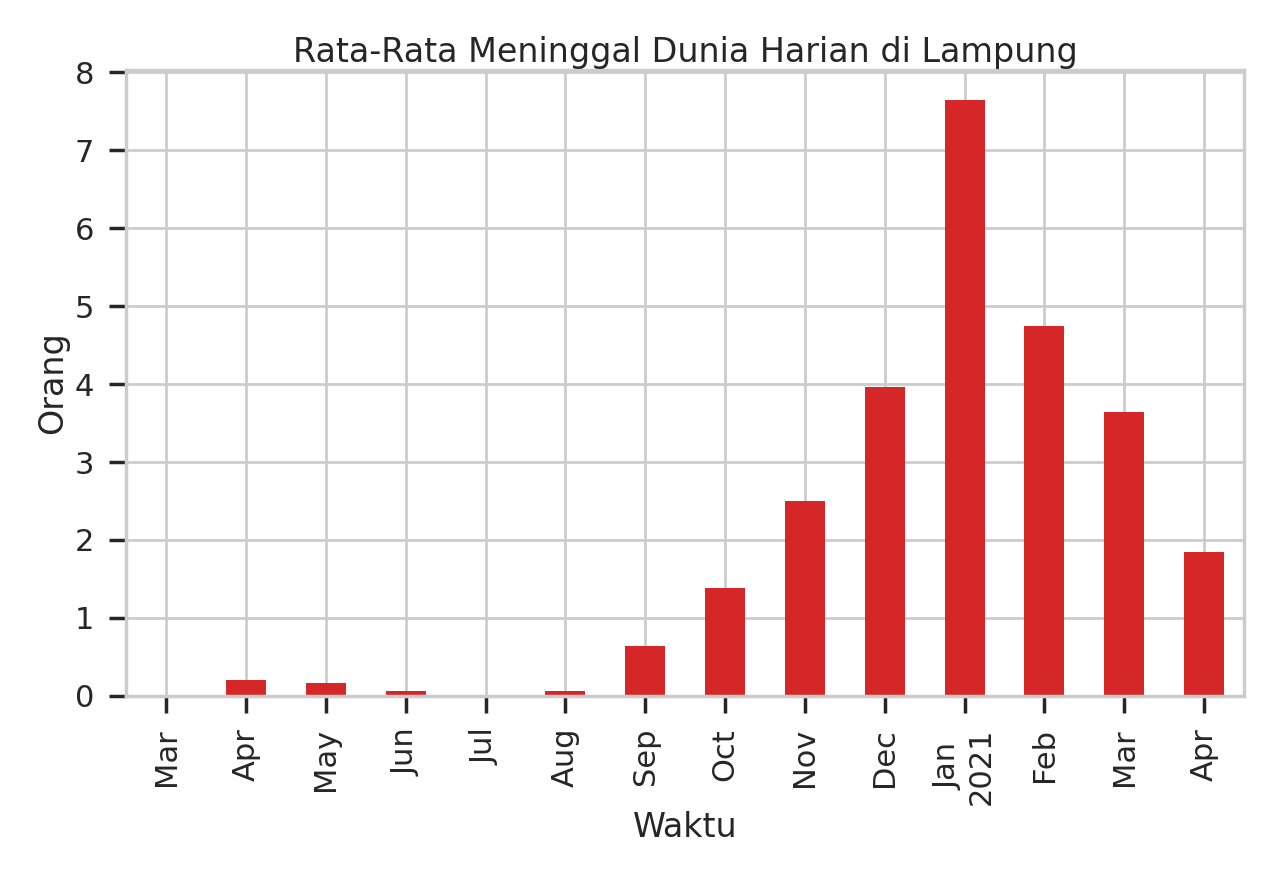 Rata-Rata Meninggal Dunia Harian di Lampung
8
7
6
5
4
3
2
1
0
Orang
Mar
Apr
May
Jun
Jul
Aug
Sep
Oct
Nov
Dec
Jan
2021
Feb
Mar
Apr
Waktu